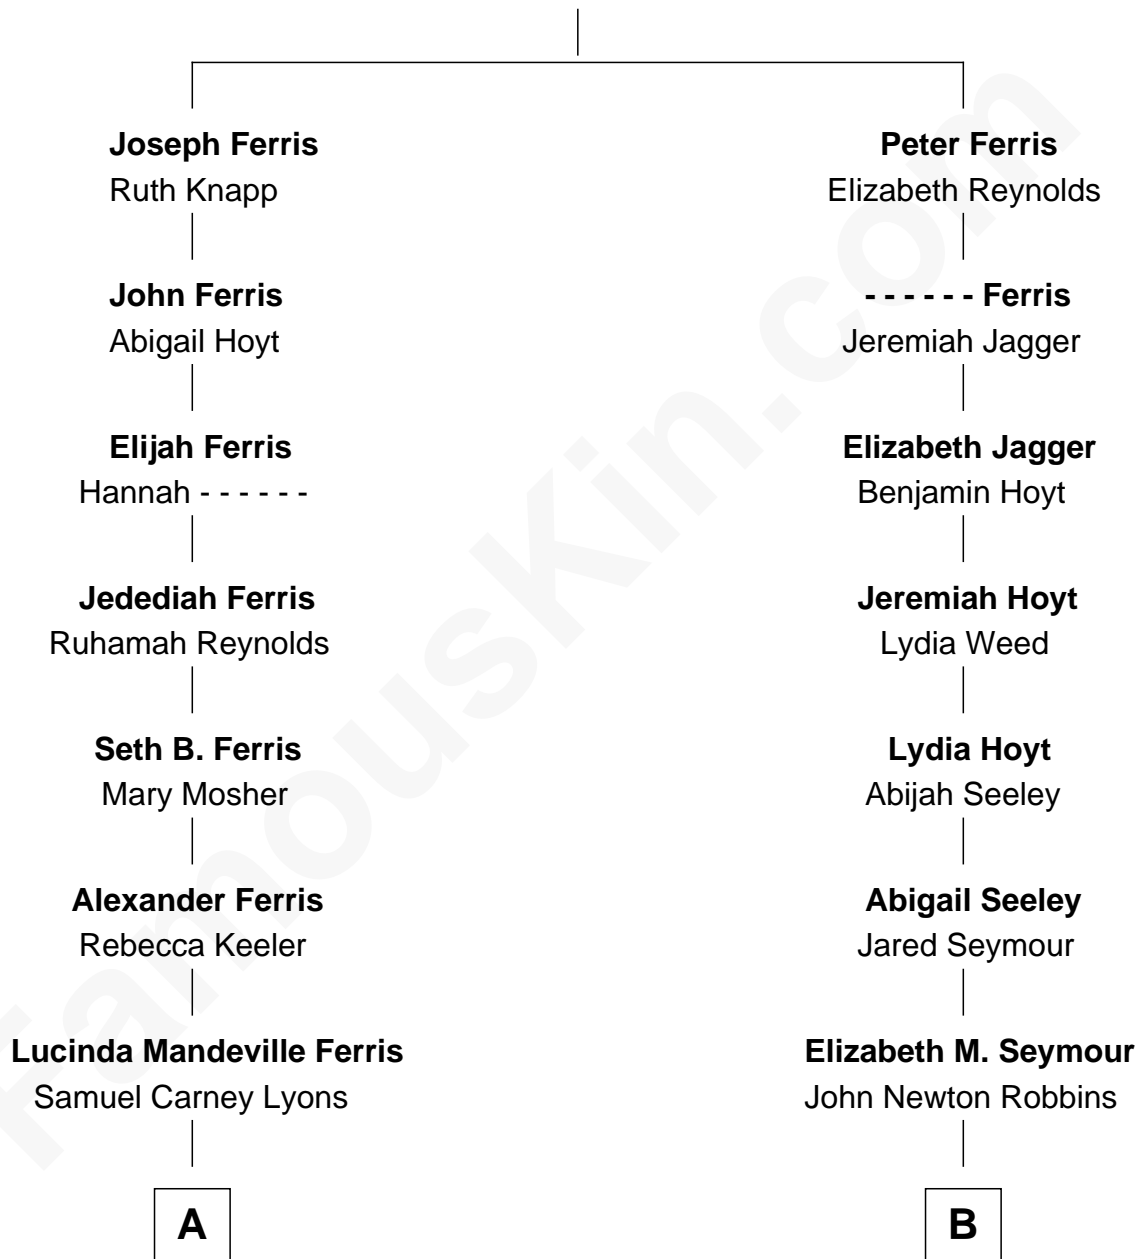 Joseph Ferris
Ruth Knapp
John Ferris
Abigail Hoyt
Elijah Ferris
Hannah - - - - - -
Jedediah Ferris
Ruhamah Reynolds
Seth B. Ferris
Mary Mosher
Alexander Ferris
Rebecca Keeler
Lucinda Mandeville Ferris
Samuel Carney Lyons
A
Peter Ferris
Elizabeth Reynolds
- - - - - - Ferris
Jeremiah Jagger
Elizabeth Jagger
Benjamin Hoyt
Jeremiah Hoyt
Lydia Weed
Lydia Hoyt
Abijah Seeley
Abigail Seeley
Jared Seymour
Elizabeth M. Seymour
John Newton Robbins
B
FamousKin.com